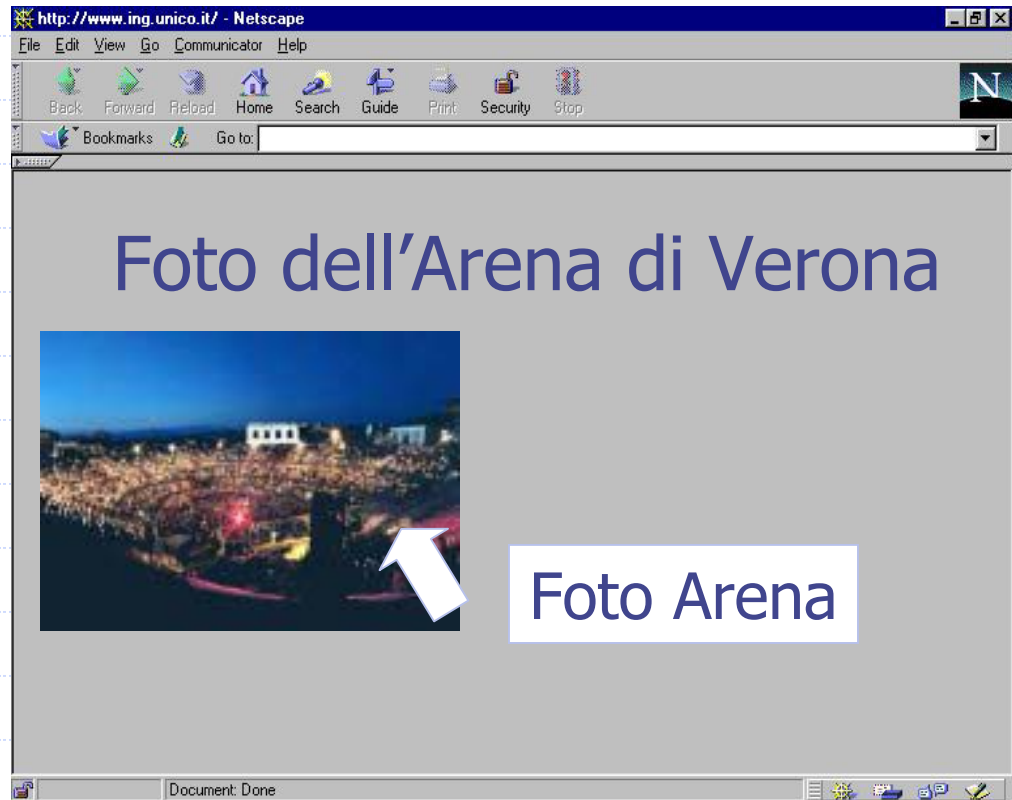 http://www.ing.unico.it/ - Netscape
File Edit View Go Communicator Help
Back Forward Reload Home Search Guide Print Security Stop
N
Bookmarks Go to:
Foto dell’Arena di Verona
Foto Arena
Document: Done